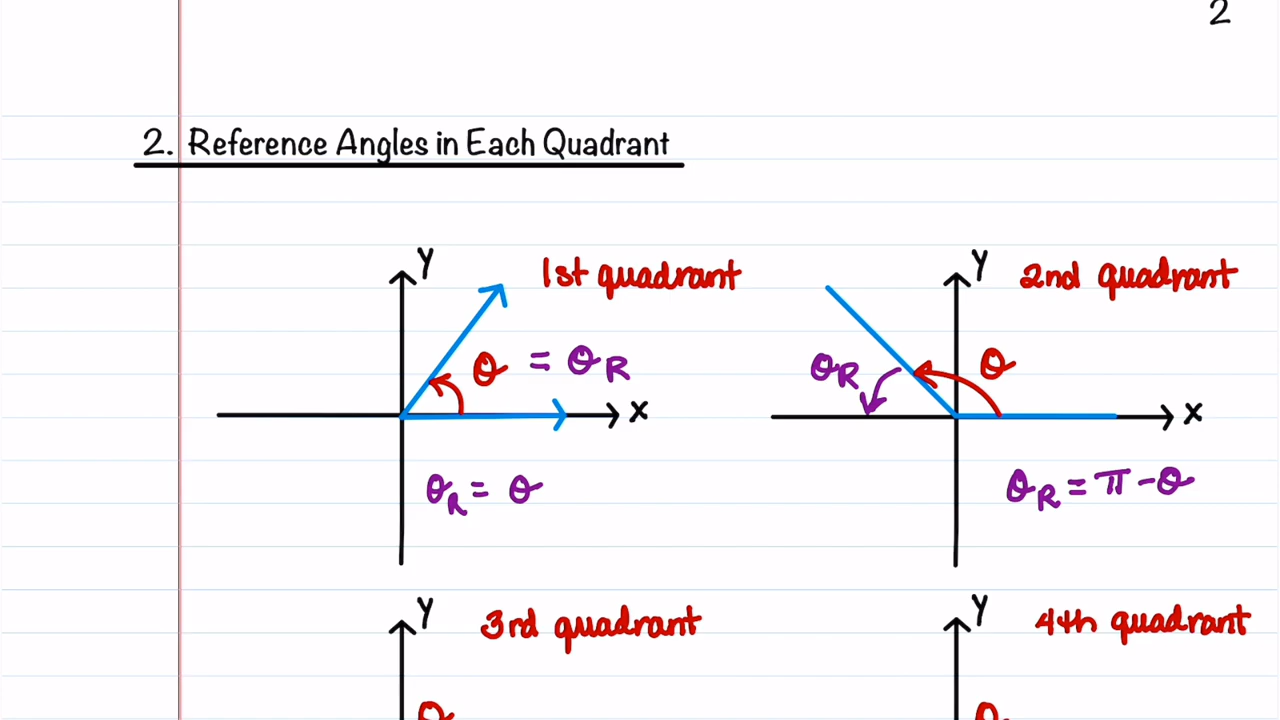 2
2. Reference Angles in Each Quadrant
y
1st quadrant
θ = θR
x
θR = θ
y
2nd quadrant
θR
θ
x
θR = π - θ
y
3rd quadrant
θ
y
4th quadrant
θ